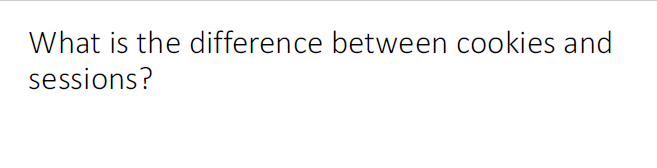 What is the difference between cookies and
sessions?